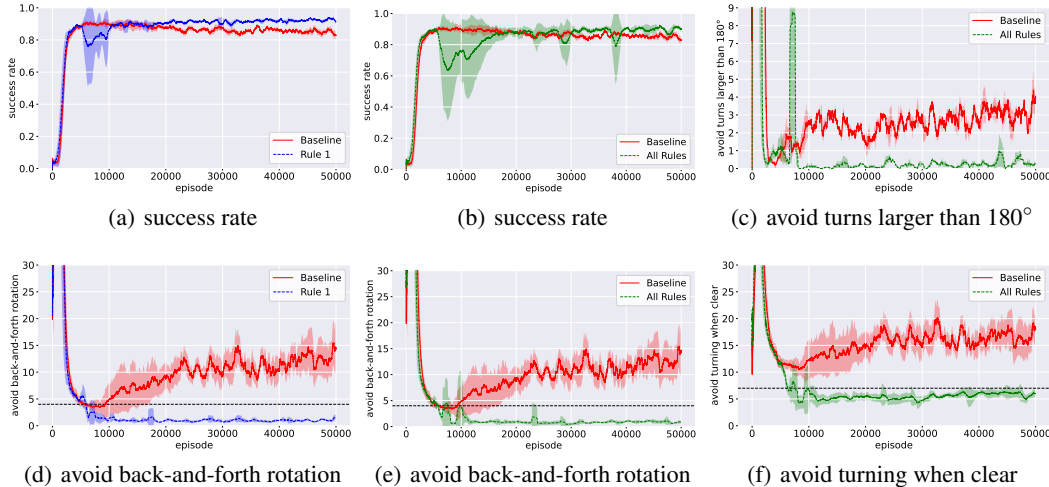 1.0
0.8
0.6
0.4
0.2
0.0
success rate
0 10000 20000 30000 40000 50000
episode
Baseline
Rule 1
(a) success rate
1.0
0.8
0.6
0.4
0.2
0.0
success rate
0 10000 20000 30000 40000 50000
episode
Baseline
All Rules
(b) success rate
9
8
7
6
5
4
3
2
1
0
avoid turns larger than 180°
0 10000 20000 30000 40000 50000
episode
Baseline
All Rules
(c) avoid turns larger than 180°
30
25
20
15
10
5
0
avoid back-and-forth rotation
0 10000 20000 30000 40000 50000
episode
Baseline
Rule 1
(d) avoid back-and-forth rotation
30
25
20
15
10
5
0
avoid back-and-forth rotation
0 10000 20000 30000 40000 50000
episode
Baseline
All Rules
(e) avoid back-and-forth rotation
30
25
20
15
10
5
0
avoid turning when clear
0 10000 20000 30000 40000 50000
episode
Baseline
All Rules
(f) avoid turning when clear